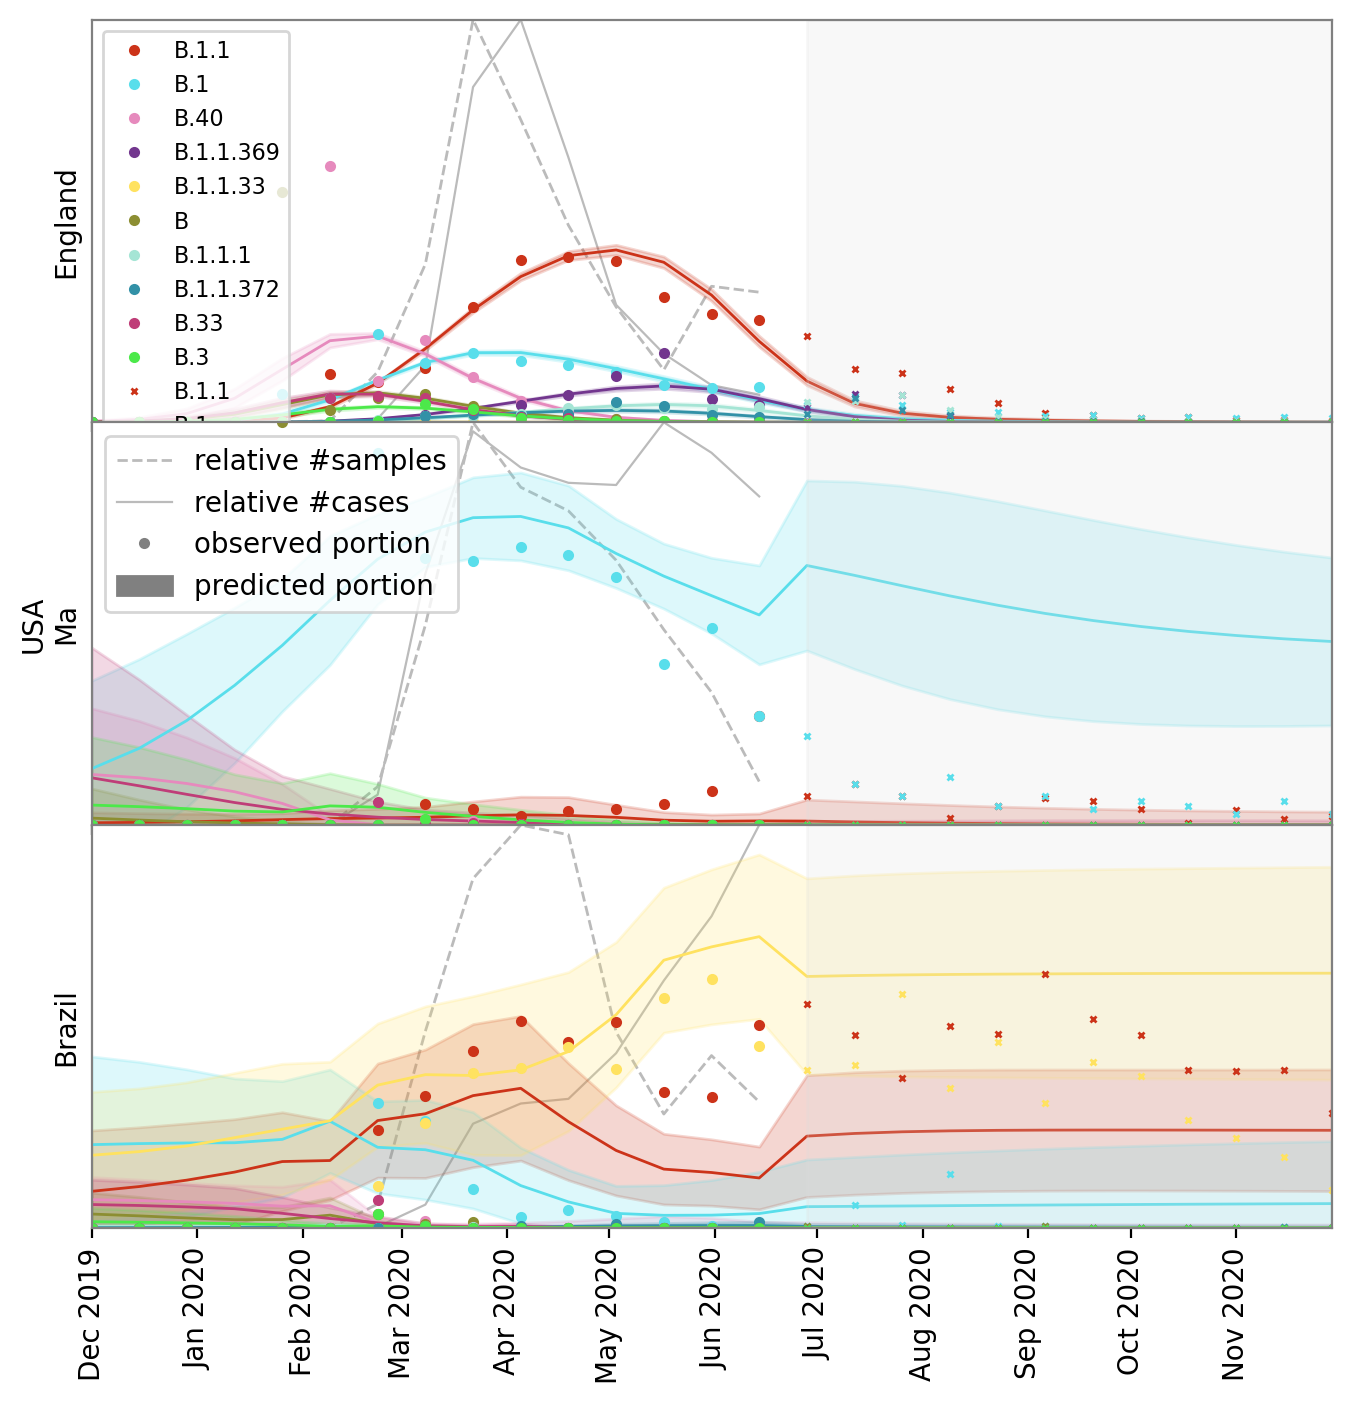 England
B.1.1
B.1
B.40
B.1.1.369
B.1.1.33
B
B.1.1.1
B.1.1.372
B.33
B.3
B.1.1
B.1
USA
Ma
relative #samples
relative #cases
observed portion
predicted portion
Brazil
Dec 2019
Jan 2020
Feb 2020
Mar 2020
Apr 2020
May 2020
Jun 2020
Jul 2020
Aug 2020
Sep 2020
Oct 2020
Nov 2020